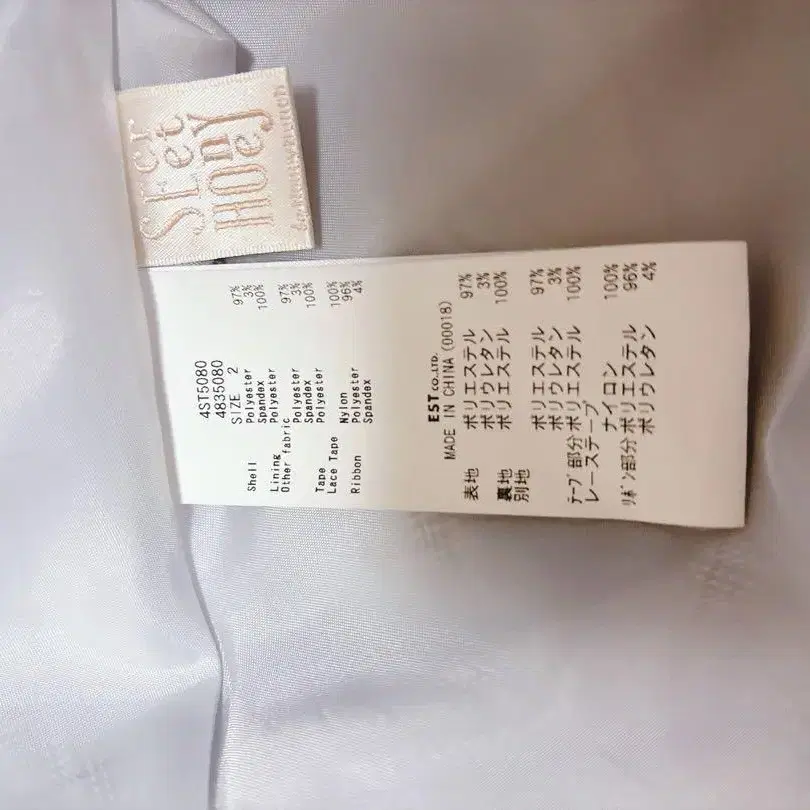 Secret
Honey
4ST5080
4835080
SIZE 2
Shell Polyester 97%
Spandex 3%
Lining Polyester 100%
Other fabric
Polyester 97%
Spandex 3%
Tape Polyester 100%
Lace Tape
Nylon 100%
Ribbon Polyester 96%
Spandex 4%
EST CO.,LTD.
MADE IN CHINA (00018)
表地 ポリエステル 97%
ポリウレタン 3%
裏地 ポリエステル 100%
別地
ポリエステル 97%
ポリウレタン 3%
テープ部分ポリエステル 100%
レーステープ
ナイロン 100%
リボン部分ポリエステル 96%
ポリウレタン 4%